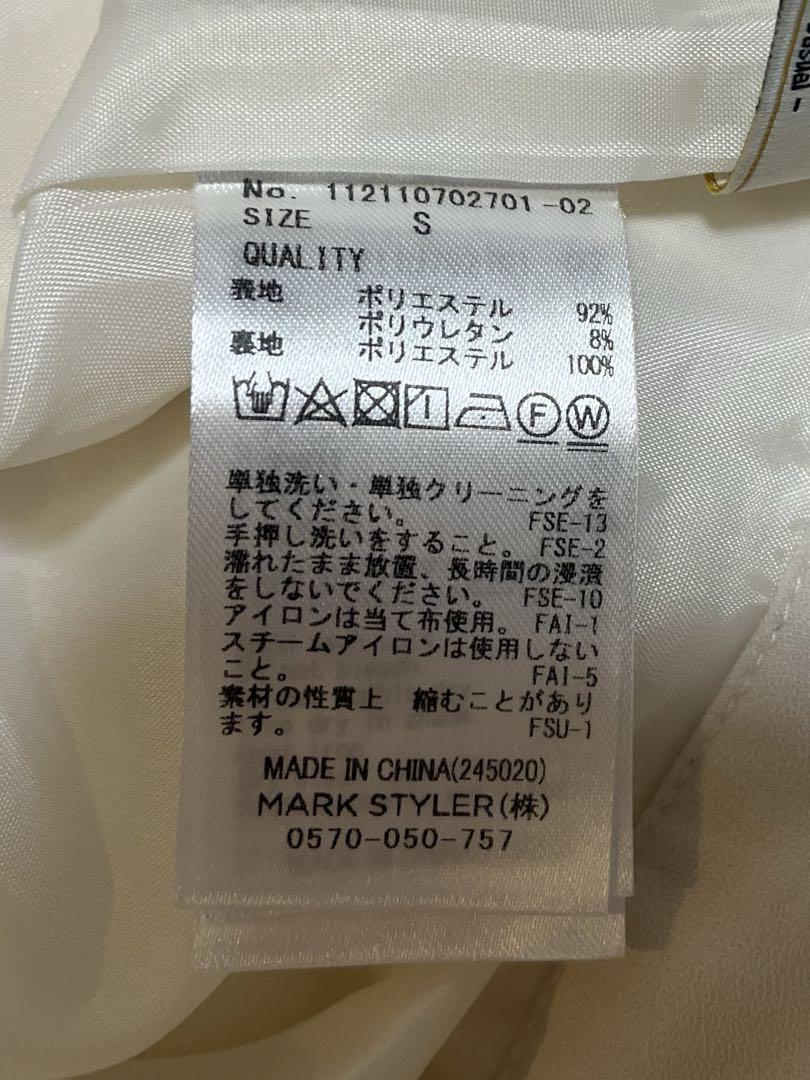 casual -
No. 112110702701-02
SIZE S
QUALITY
表地 ポリエステル 92%
ポリウレタン 8%
裏地 ポリエステル 100%
F W
単独洗い・単独クリーニングを
してください。 FSE-13
手押し洗いをすること。 FSE-2
濡れたまま放置、長時間の浸漬
をしないでください。 FSE-10
アイロンは当て布使用。 FAI-1
スチームアイロンは使用しない
こと。 FAI-5
素材の性質上 縮むことがあり
ます。 FSU-1
MADE IN CHINA(245020)
MARK STYLER(株)
0570-050-757